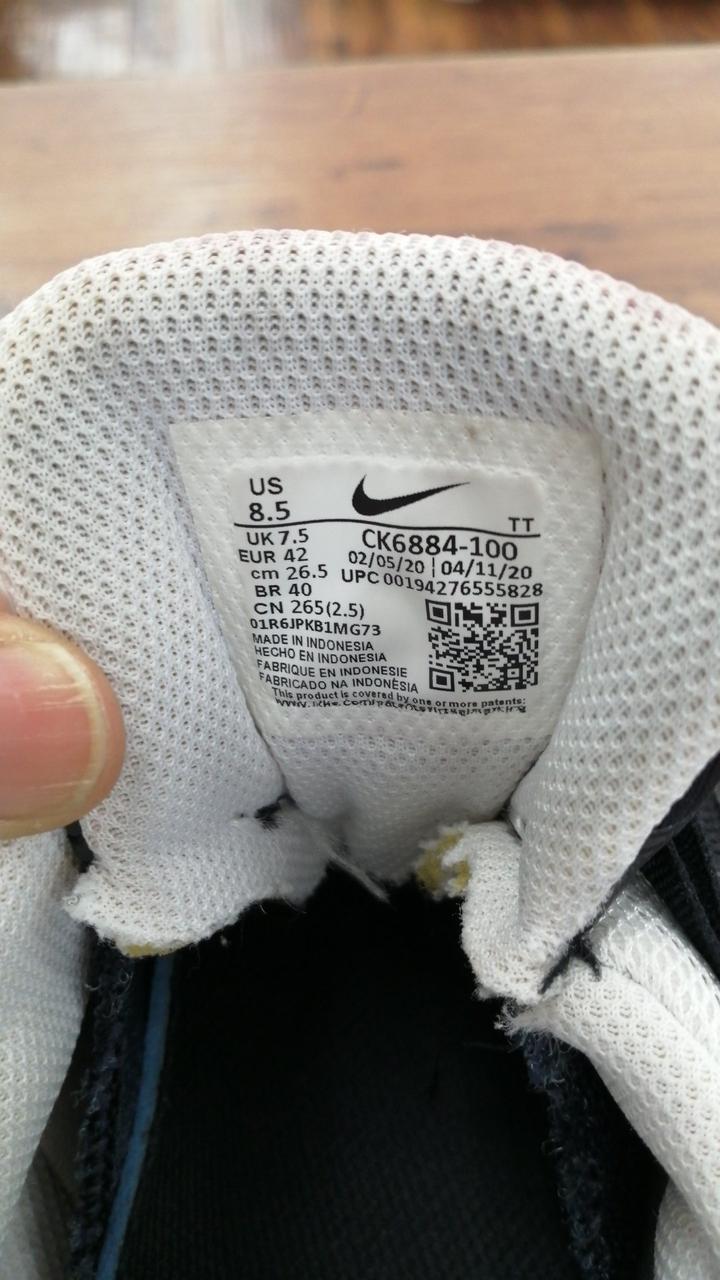 US
8.5
TT
UK 7.5
CK6884-100
EUR 42
02/05/20 | 04/11/20
cm 26.5
UPC 00194276555828
BR 40
CN 265(2.5)
01R6JPKB1MG73
MADE IN INDONESIA
HECHO EN INDONESIA
FABRIQUE EN INDONESIE
FABRICADO NA INDONÉSIA
This product is covered by one or more patents: